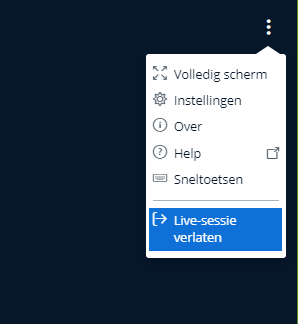 Volledig scherm
Instellingen
Over
Help
Sneltoetsen
Live-sessie
verlaten